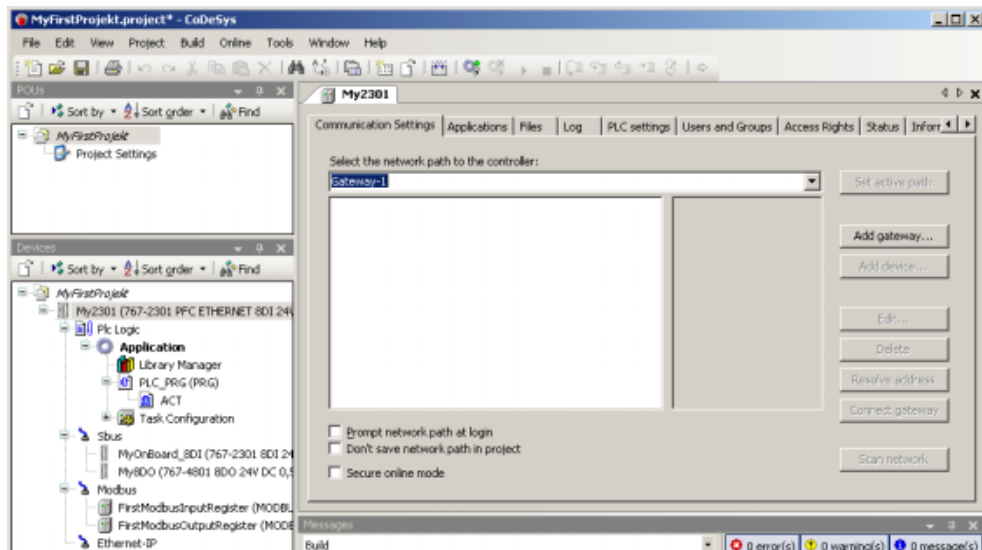 MyFirstProjekt.project* - CoDeSys
File Edit View Project Build Online Tools Window Help
POUs
Sort by Sort order Find
MyFirstProjekt
Project Settings
Devices
Sort by Sort order Find
MyFirstProjekt
My2301 (767-2301 PFC ETHERNET 8DI 24V
Plc Logic
Application
Library Manager
PLC_PRG (PRG)
ACT
Task Configuration
Sbus
MyOnBoard_8DI (767-2301 8DI 24
My8DO (767-4801 8DO 24V DC 0,5
Modbus
FirstModbusInputRegister (MODBU
FirstModbusOutputRegister (MODB
Ethernet-IP
My2301
Communication Settings Applications Files Log PLC settings Users and Groups Access Rights Status Inform
Select the network path to the controller:
Gateway-1
Set active path
Add gateway...
Add device...
Edit...
Delete
Resolve address
Connect gateway
Scan network
Prompt network path at login
Don't save network path in project
Secure online mode
Messages
Build
0 error(s) 0 warning(s) 0 message(s)